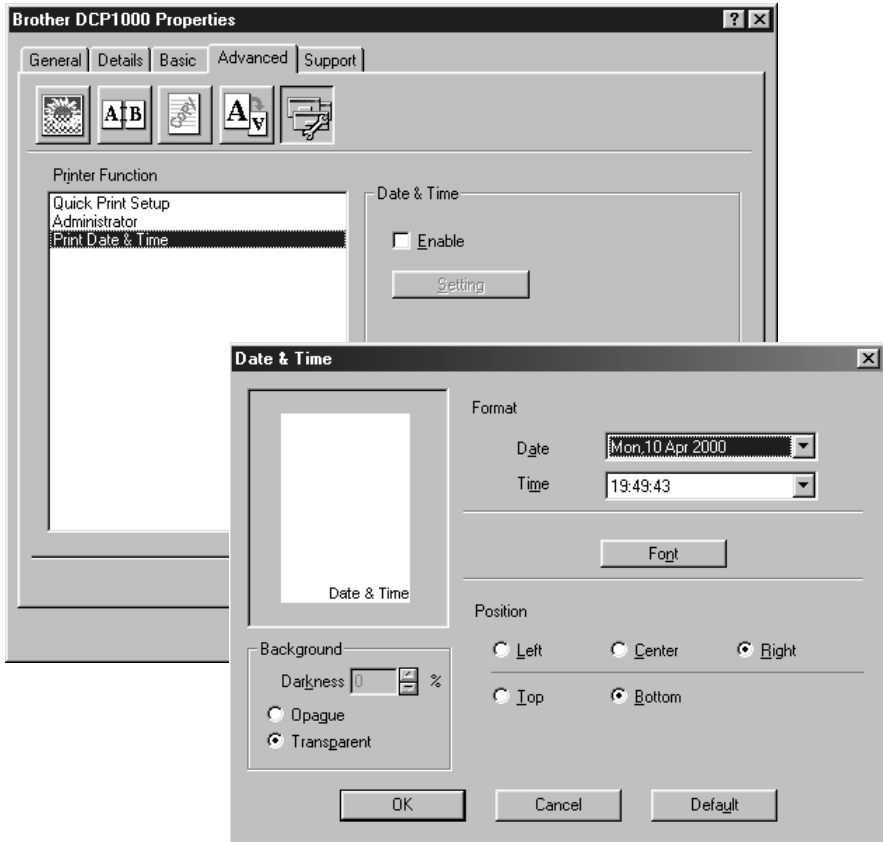 Brother DCP1000 Properties
General Details Basic Advanced Support
A B
Copy
A A
Printer Function
Quick Print Setup
Administrator
Print Date & Time
Date & Time
Enable
Setting
Date & Time
Date & Time
Format
Date Mon,10 Apr 2000
Time 19:49:43
Font
Position
Left Center Right
Top Bottom
Background
Darkness 0 %
Opague
Transparent
OK Cancel Default